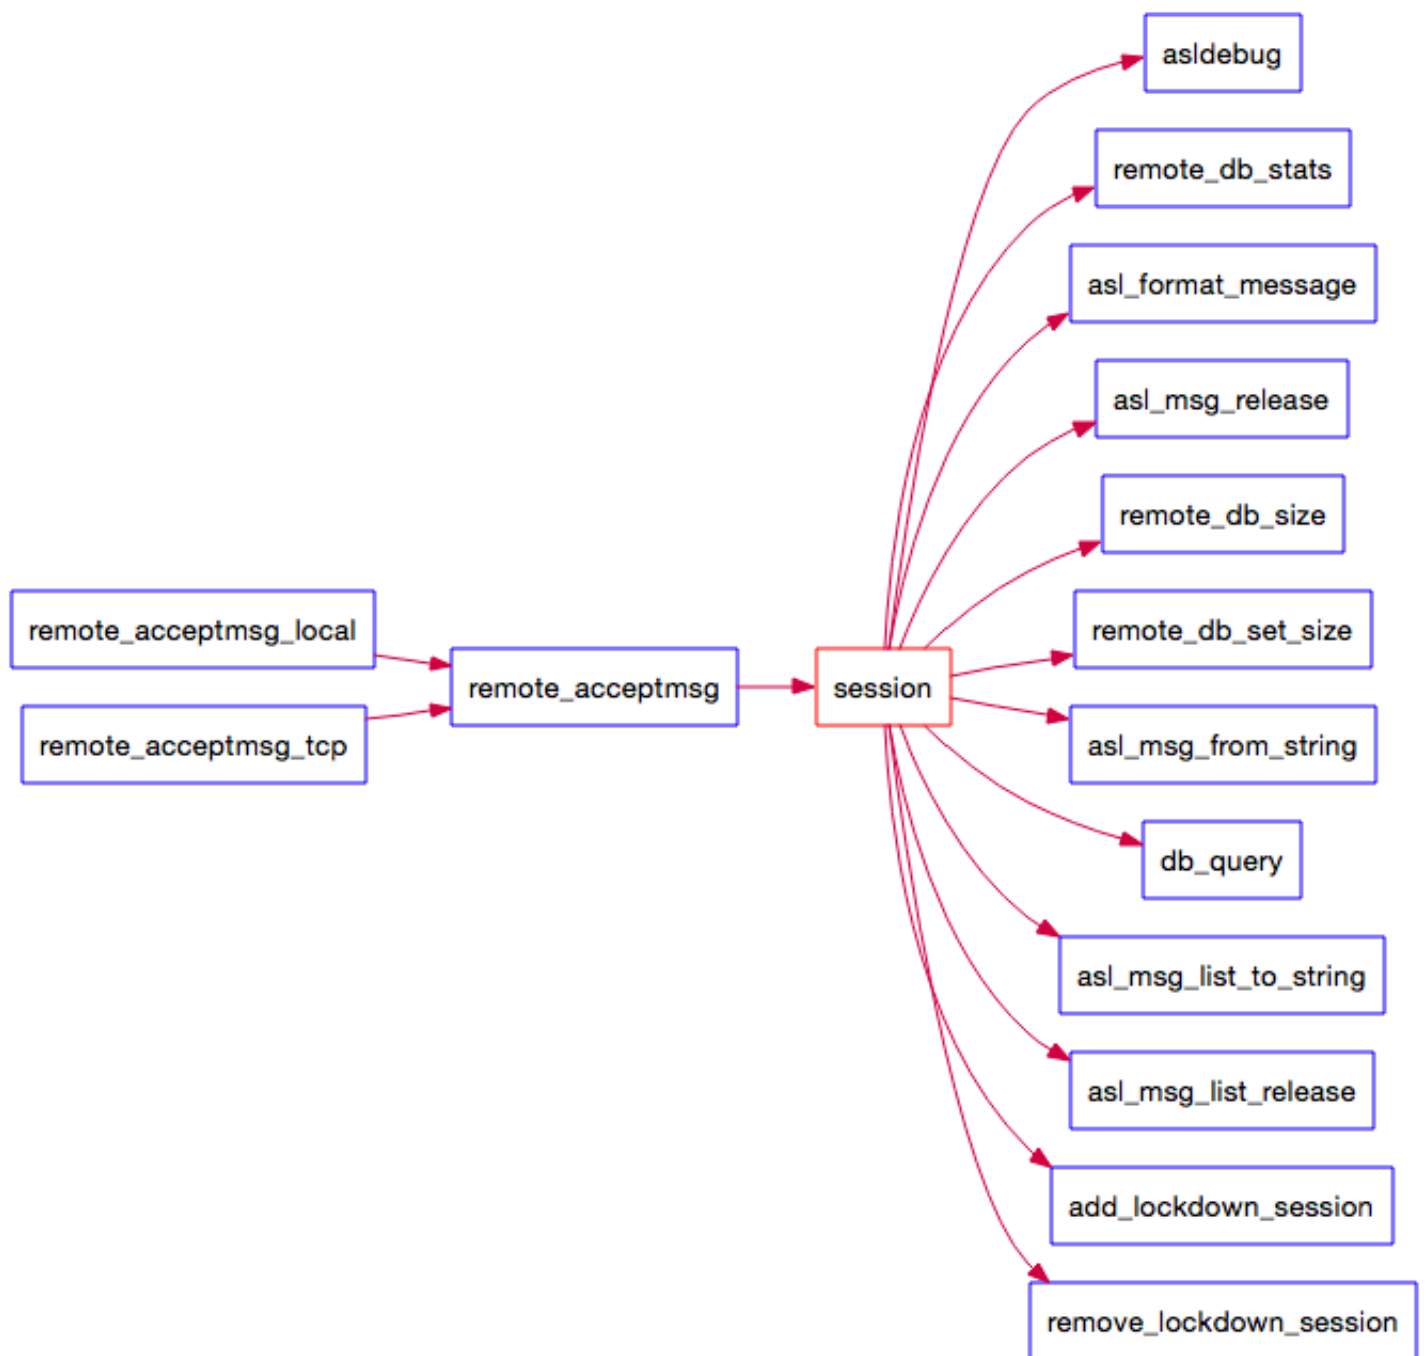 asldebug
remote_db_stats
asl_format_message
asl_msg_release
remote_db_size
remote_acceptmsg_local
remote_db_set_size
remote_acceptmsg
session
remote_acceptmsg_tcp
asl_msg_from_string
db_query
asl_msg_list_to_string
asl_msg_list_release
add_lockdown_session
remove_lockdown_session